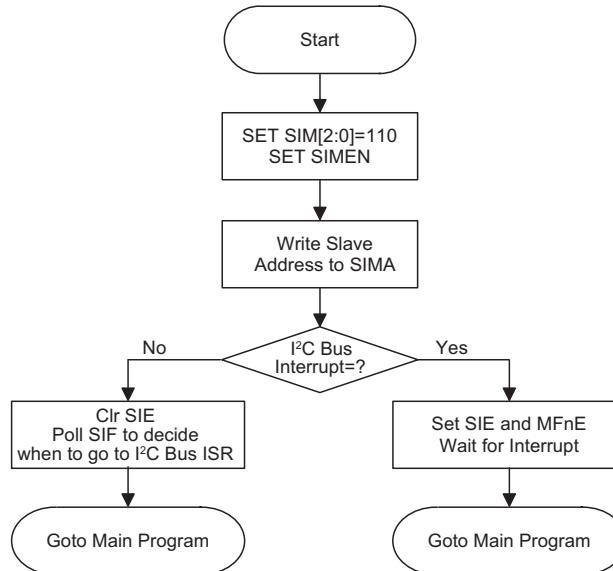 Start
SET SIM[2:0]=110
SET SIMEN
Write Slave
Address to SIMA
I²C Bus
Interrupt=?
No
Yes
Clr SIE
Poll SIF to decide
when to go to I²C Bus ISR
Set SIE and MFnE
Wait for Interrupt
Goto Main Program
Goto Main Program